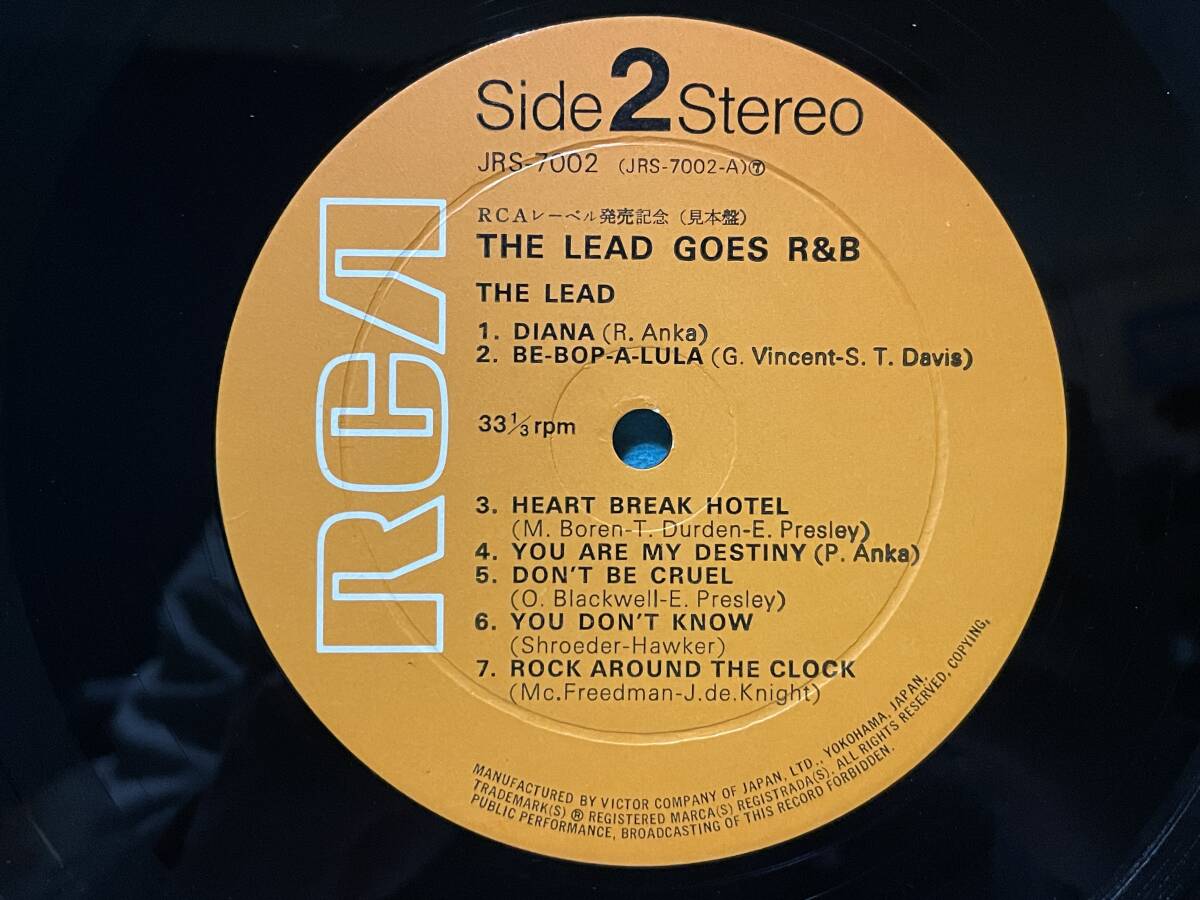 Side 2 Stereo
JRS-7002 (JRS-7002-A)⑦
RCAレーベル発売記念(見本盤)
THE LEAD GOES R&B
THE LEAD
1. DIANA (R. Anka)
2. BE-BOP-A-LULA (G. Vincent-S. T. Davis)
33⅓ rpm
3. HEART BREAK HOTEL
(M. Boren-T. Durden-E. Presley)
4. YOU ARE MY DESTINY (P. Anka)
5. DON'T BE CRUEL
(O. Blackwell-E. Presley)
6. YOU DON'T KNOW
(Shroeder-Hawker)
7. ROCK AROUND THE CLOCK
(Mc.Freedman-J.de.Knight)
RCA
MANUFACTURED BY VICTOR COMPANY OF JAPAN, LTD., YOKOHAMA, JAPAN.
TRADEMARK(S) ® REGISTERED MARCA(S) REGISTRADA(S). ALL RIGHTS RESERVED, COPYING,
PUBLIC PERFORMANCE, BROADCASTING OF THIS RECORD FORBIDDEN.